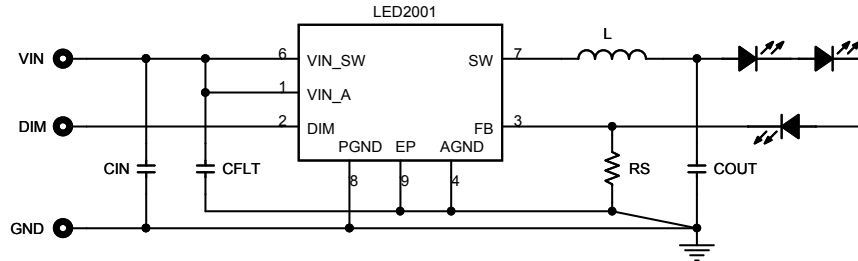 LED2001
VIN
6
VIN_SW
SW
7
L
1
VIN_A
DIM
2
DIM
FB
3
PGND
EP
AGND
CIN
CFLT
8
9
4
RS
COUT
GND